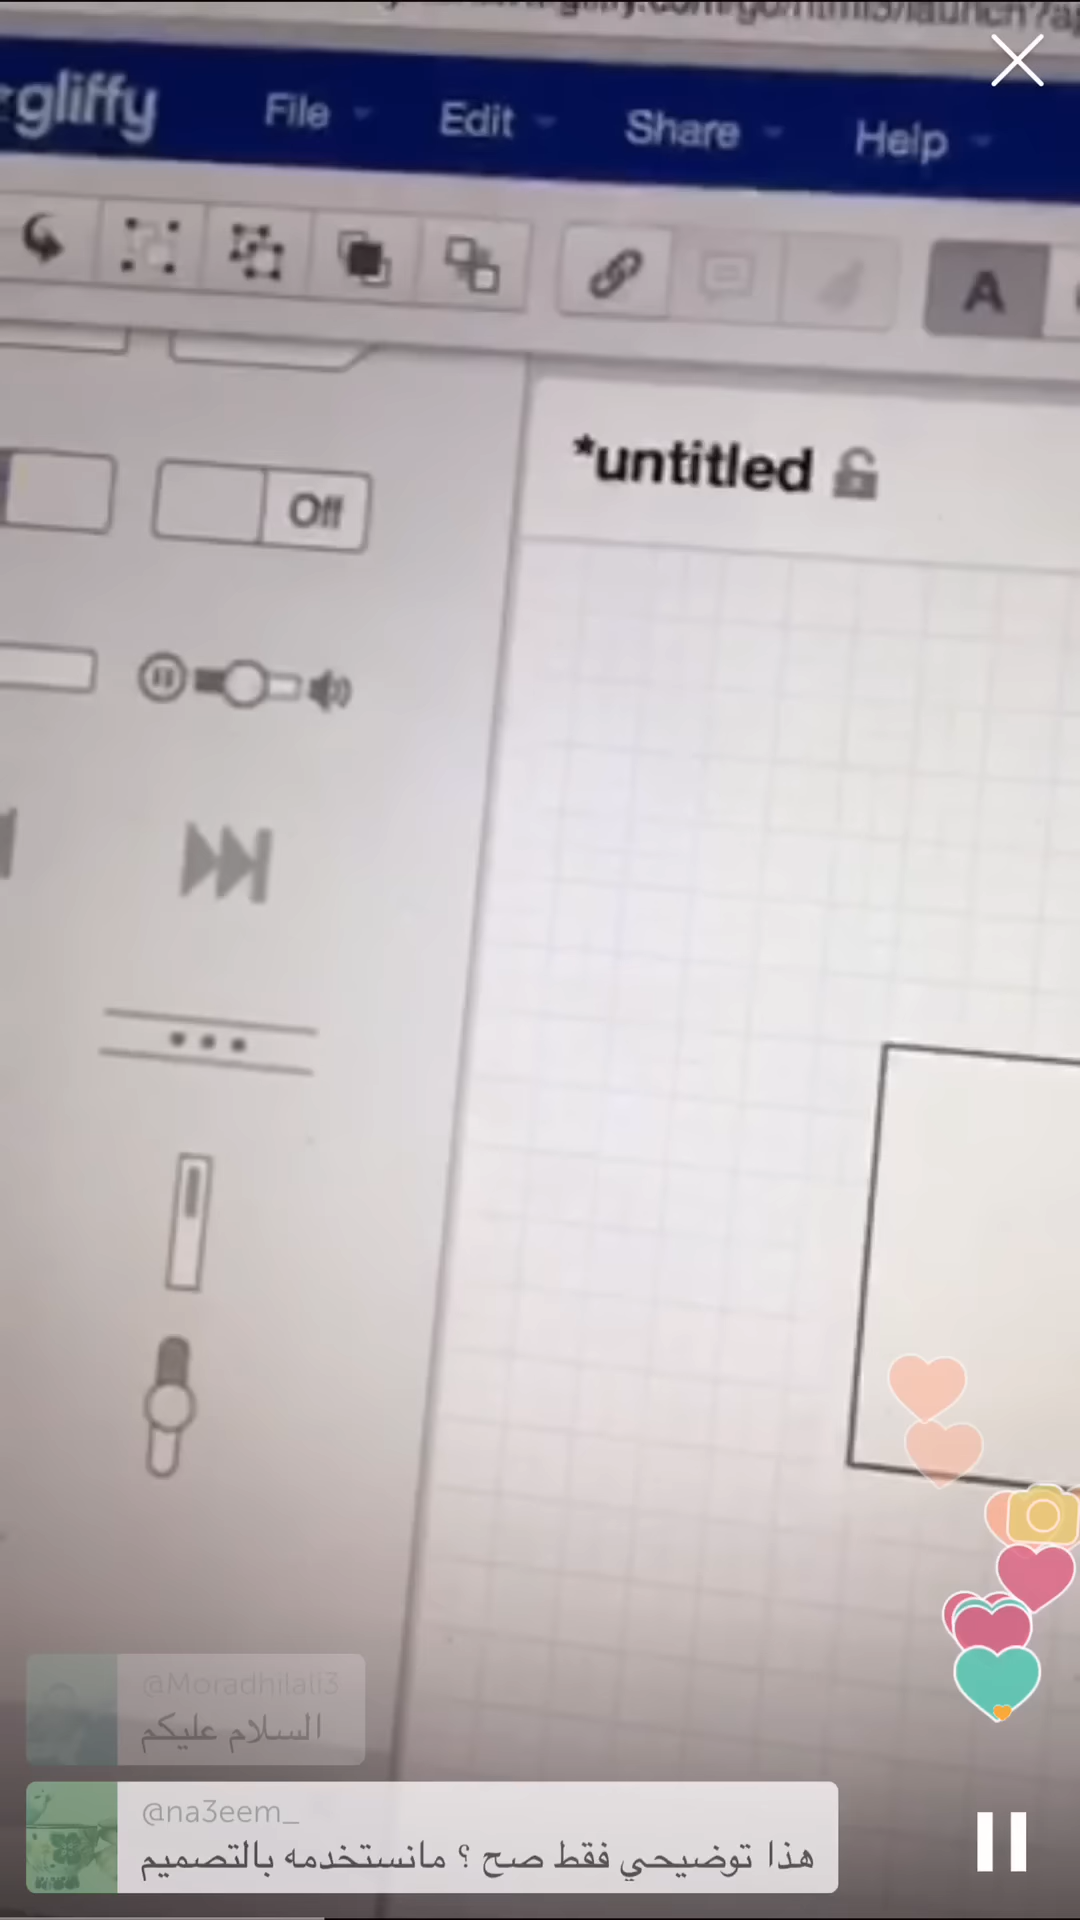 gliffy
File
Edit
Share
Help
A
*untitled
Off
@Moradhilali3
السلام عليكم
@na3eem_
هذا توضيحي فقط صح ؟ مانستخدمه بالتصميم